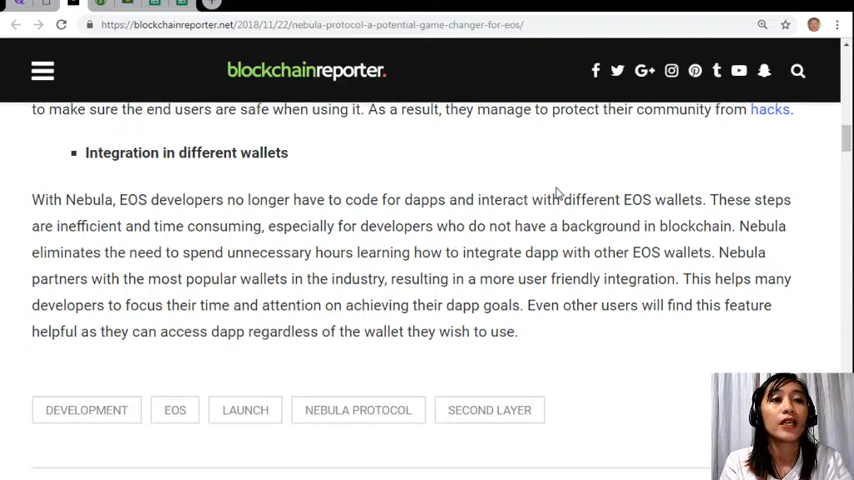 https://blockchainreporter.net/2018/11/22/nebula-protocol-a-potential-game-changer-for-eos/
blockchainreporter.
to make sure the end users are safe when using it. As a result, they manage to protect their community from hacks.
Integration in different wallets
With Nebula, EOS developers no longer have to code for dapps and interact with different EOS wallets. These steps
are inefficient and time consuming, especially for developers who do not have a background in blockchain. Nebula
eliminates the need to spend unnecessary hours learning how to integrate dapp with other EOS wallets. Nebula
partners with the most popular wallets in the industry, resulting in a more user friendly integration. This helps many
developers to focus their time and attention on achieving their dapp goals. Even other users will find this feature
helpful as they can access dapp regardless of the wallet they wish to use.
DEVELOPMENT EOS LAUNCH NEBULA PROTOCOL SECOND LAYER